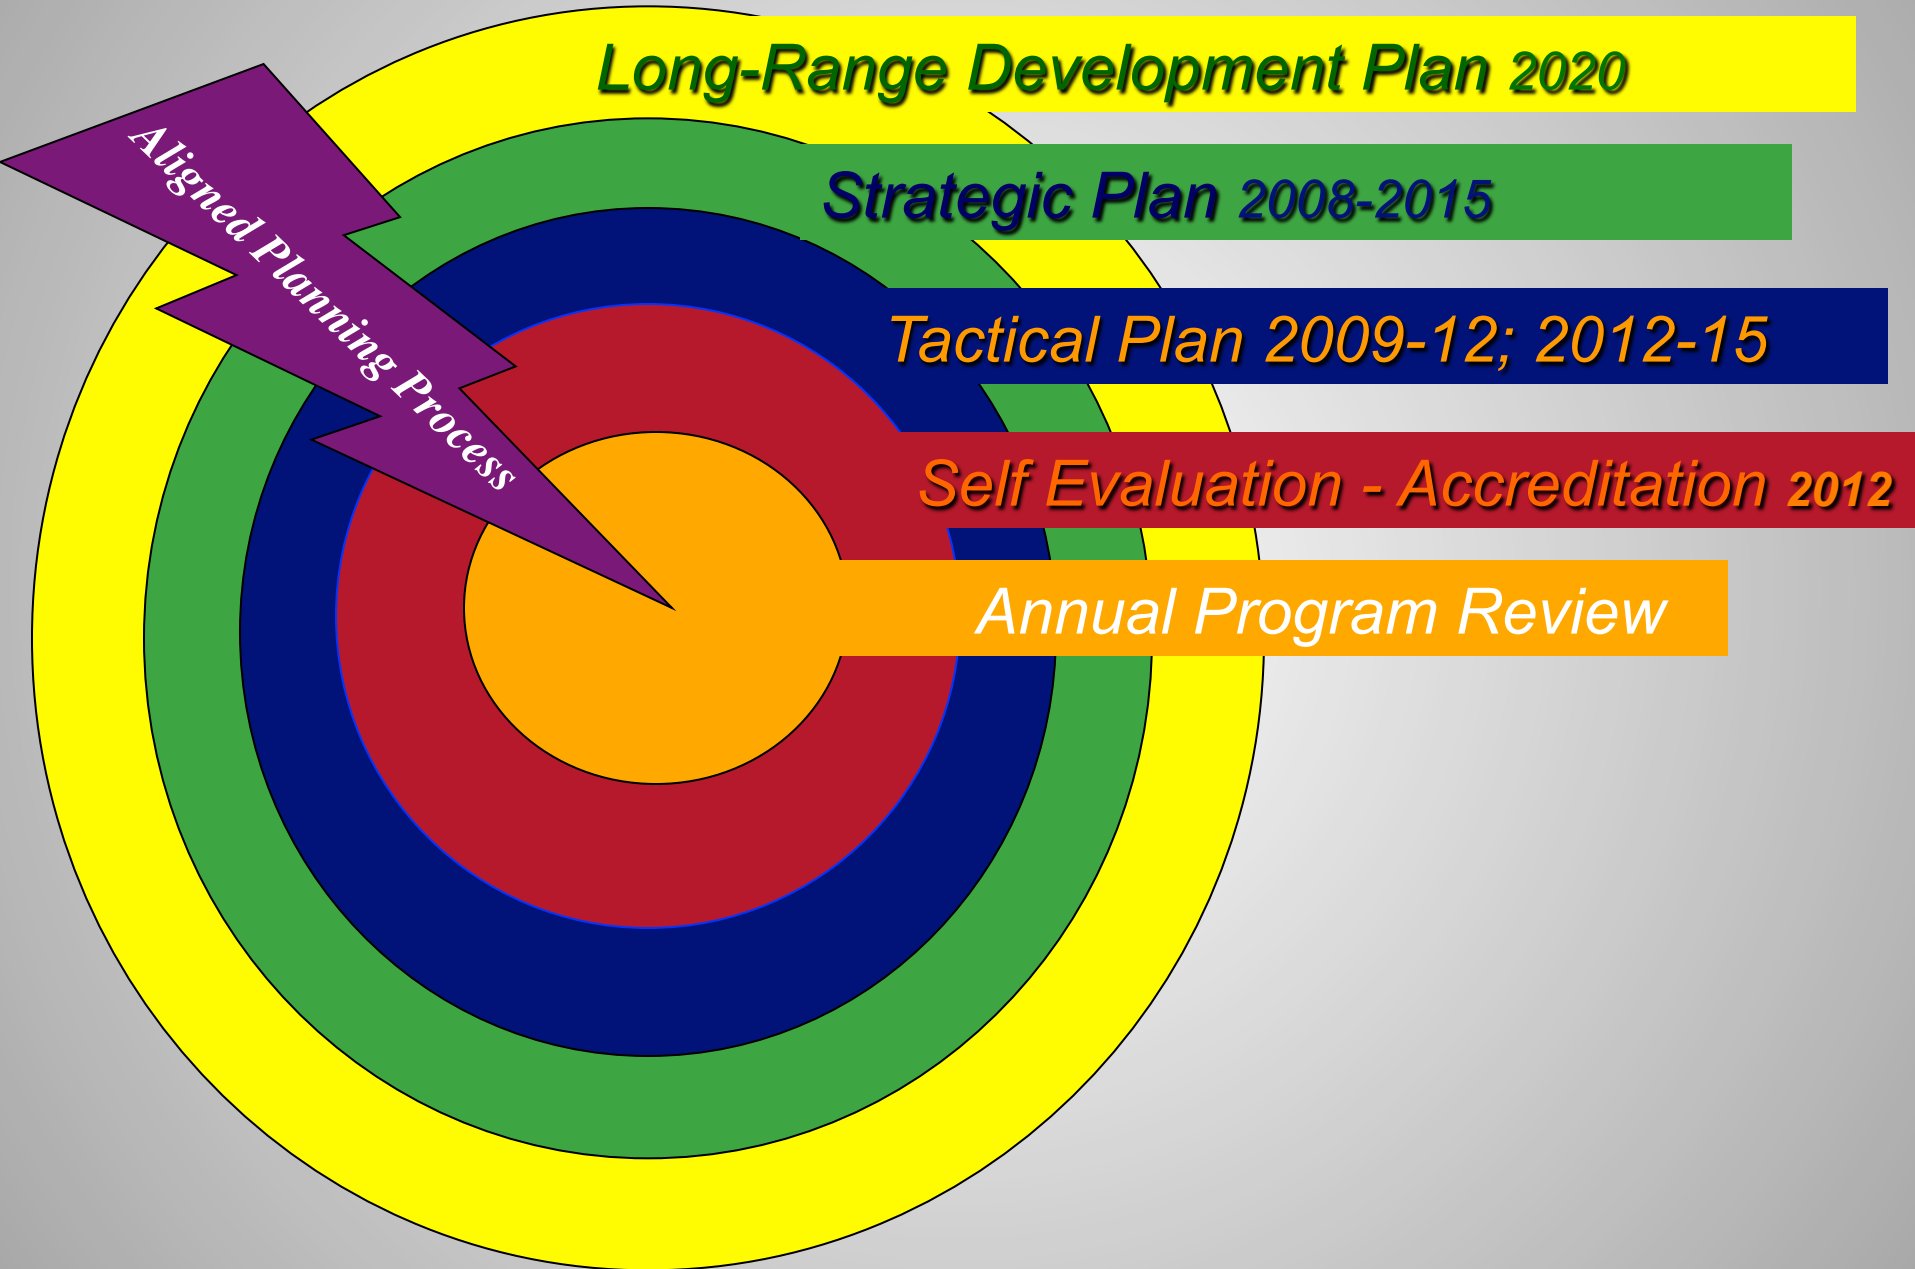 Long-Range Development Plan 2020
Aligned Planning Process
Strategic Plan 2008-2015
Tactical Plan 2009-12; 2012-15
Self Evaluation - Accreditation 2012
Annual Program Review